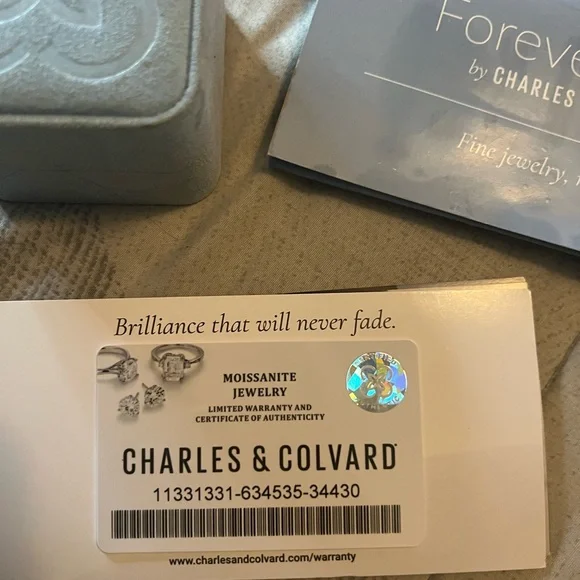 Forev
by CHARLES
Fine jewelry,
Brilliance that will never fade.
MOISSANITE
JEWELRY
LIMITED WARRANTY AND
CERTIFICATE OF AUTHENTICITY
CHARLES & COLVARD
11331331-634535-34430
www.charlesandcolvard.com/warranty